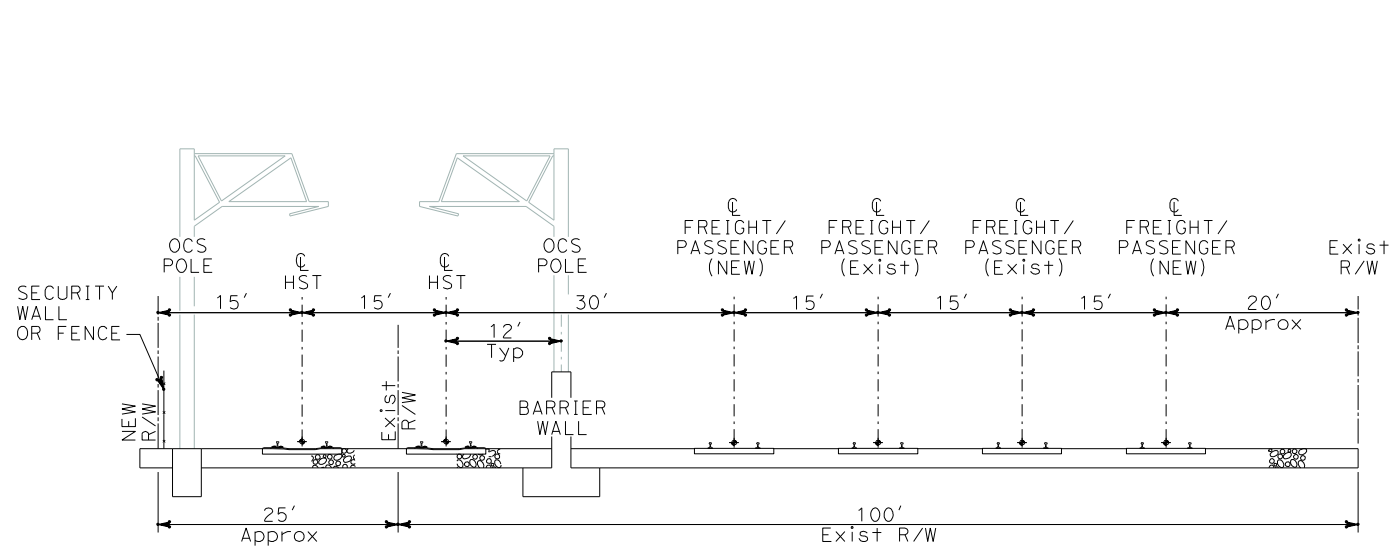 ℄
FREIGHT/
PASSENGER
(NEW)
℄
FREIGHT/
PASSENGER
(Exist)
℄
FREIGHT/
PASSENGER
(Exist)
℄
FREIGHT/
PASSENGER
(NEW)
OCS
POLE
℄
HST
℄
HST
OCS
POLE
Exist
R/W
SECURITY
WALL
OR FENCE
15′
15′
30′
15′
15′
15′
20′
Approx
12′
Typ
NEW
R/W
Exist
R/W
BARRIER
WALL
25′
Approx
100′
Exist R/W